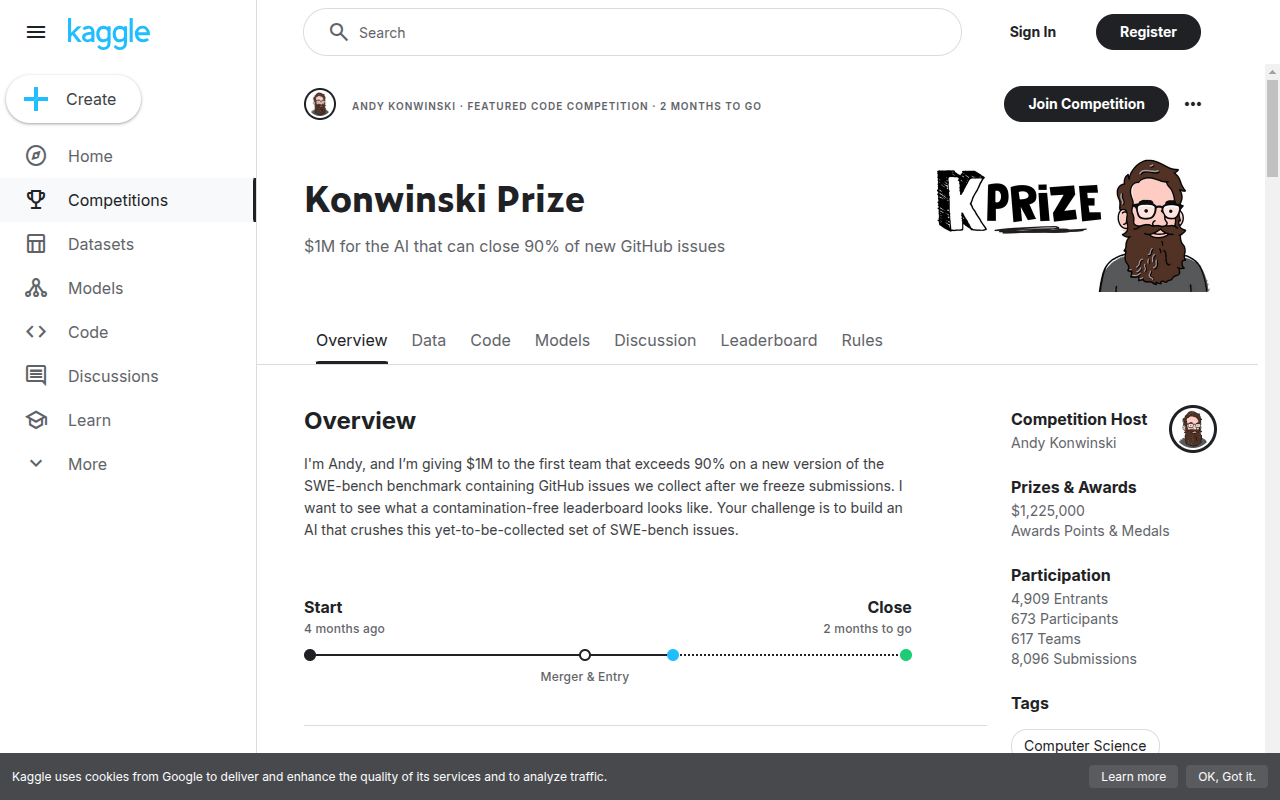 kaggle
Search
Sign In
Register
Create
Home
Competitions
Datasets
Models
Code
Discussions
Learn
More
ANDY KONWINSKI · FEATURED CODE COMPETITION · 2 MONTHS TO GO
Join Competition
Konwinski Prize
$1M for the AI that can close 90% of new GitHub issues
K PRiZE
Overview
Data
Code
Models
Discussion
Leaderboard
Rules
Overview
I'm Andy, and I’m giving $1M to the first team that exceeds 90% on a new version of the
SWE-bench benchmark containing GitHub issues we collect after we freeze submissions. I
want to see what a contamination-free leaderboard looks like. Your challenge is to build an
AI that crushes this yet-to-be-collected set of SWE-bench issues.
Start
4 months ago
Close
2 months to go
Merger & Entry
Competition Host
Andy Konwinski
Prizes & Awards
$1,225,000
Awards Points & Medals
Participation
4,909 Entrants
673 Participants
617 Teams
8,096 Submissions
Tags
Computer Science
Kaggle uses cookies from Google to deliver and enhance the quality of its services and to analyze traffic.
Learn more
OK, Got it.